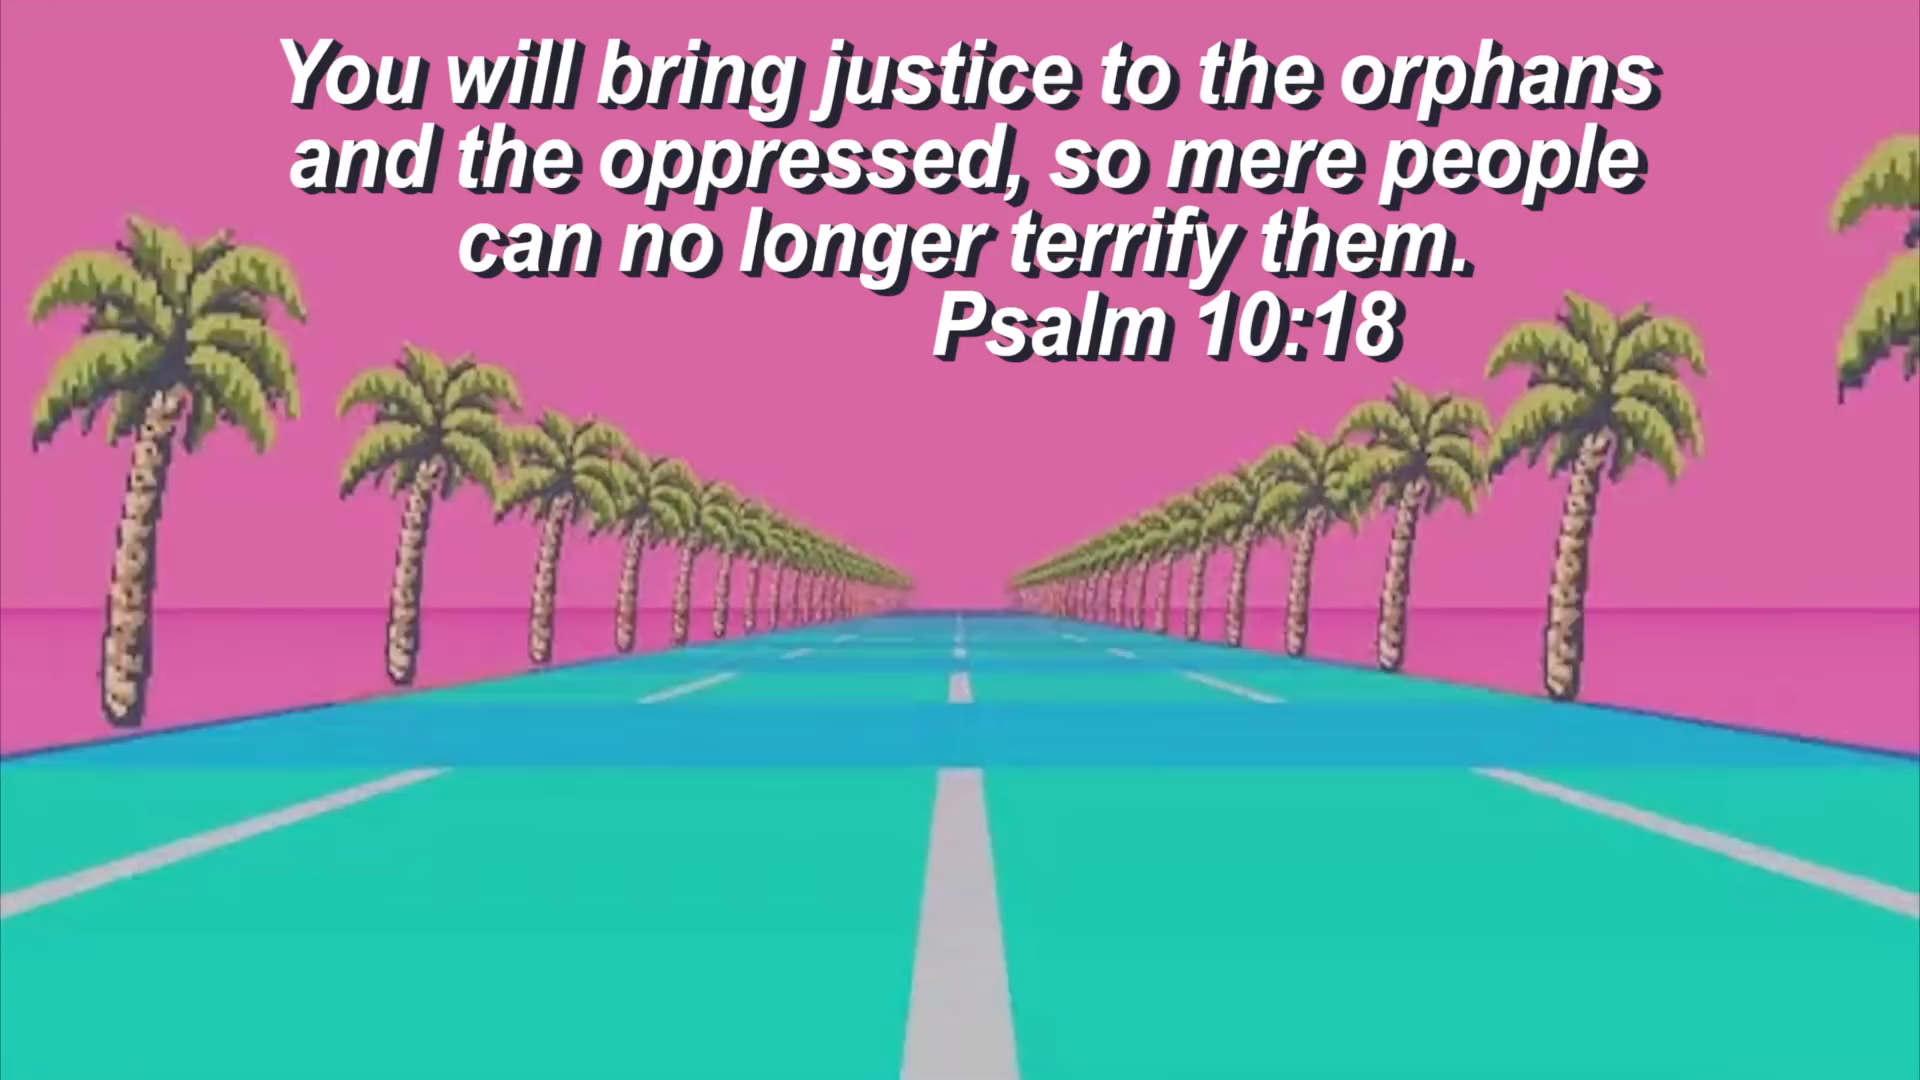 You will bring justice to the orphans
and the oppressed, so mere people
can no longer terrify them.
Psalm 10:18